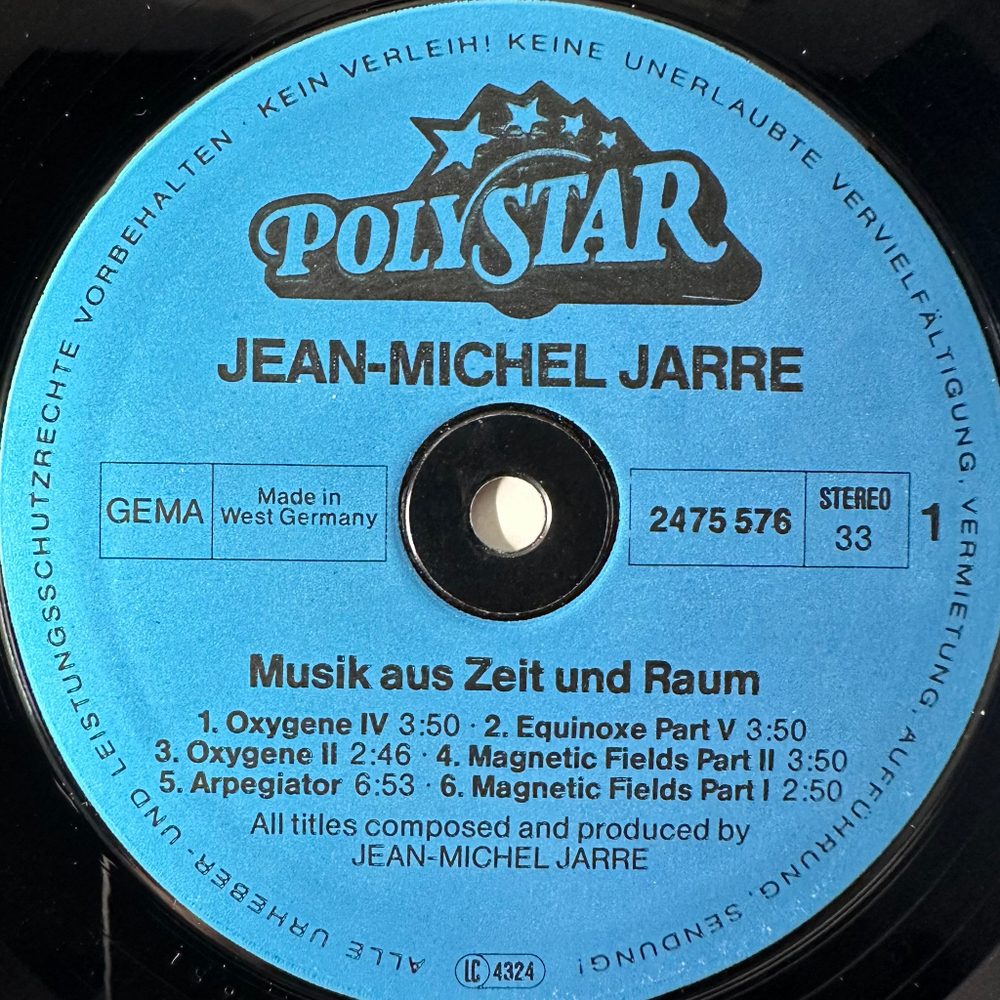 ALLE URHEBER- UND LEISTUNGSSCHUTZRECHTE VORBEHALTEN · KEIN VERLEIH! KEINE UNERLAUBTE VERVIELFÄLTIGUNG, VERMIETUNG, AUFFÜHRUNG, SENDUNG!
POLYSTAR
JEAN-MICHEL JARRE
GEMA
Made in
West Germany
2475 576
STEREO
33
1
Musik aus Zeit und Raum
1. Oxygene IV 3:50 · 2. Equinoxe Part V 3:50
3. Oxygene II 2:46 · 4. Magnetic Fields Part II 3:50
5. Arpegiator 6:53 · 6. Magnetic Fields Part I 2:50
All titles composed and produced by
JEAN-MICHEL JARRE
LC 4324